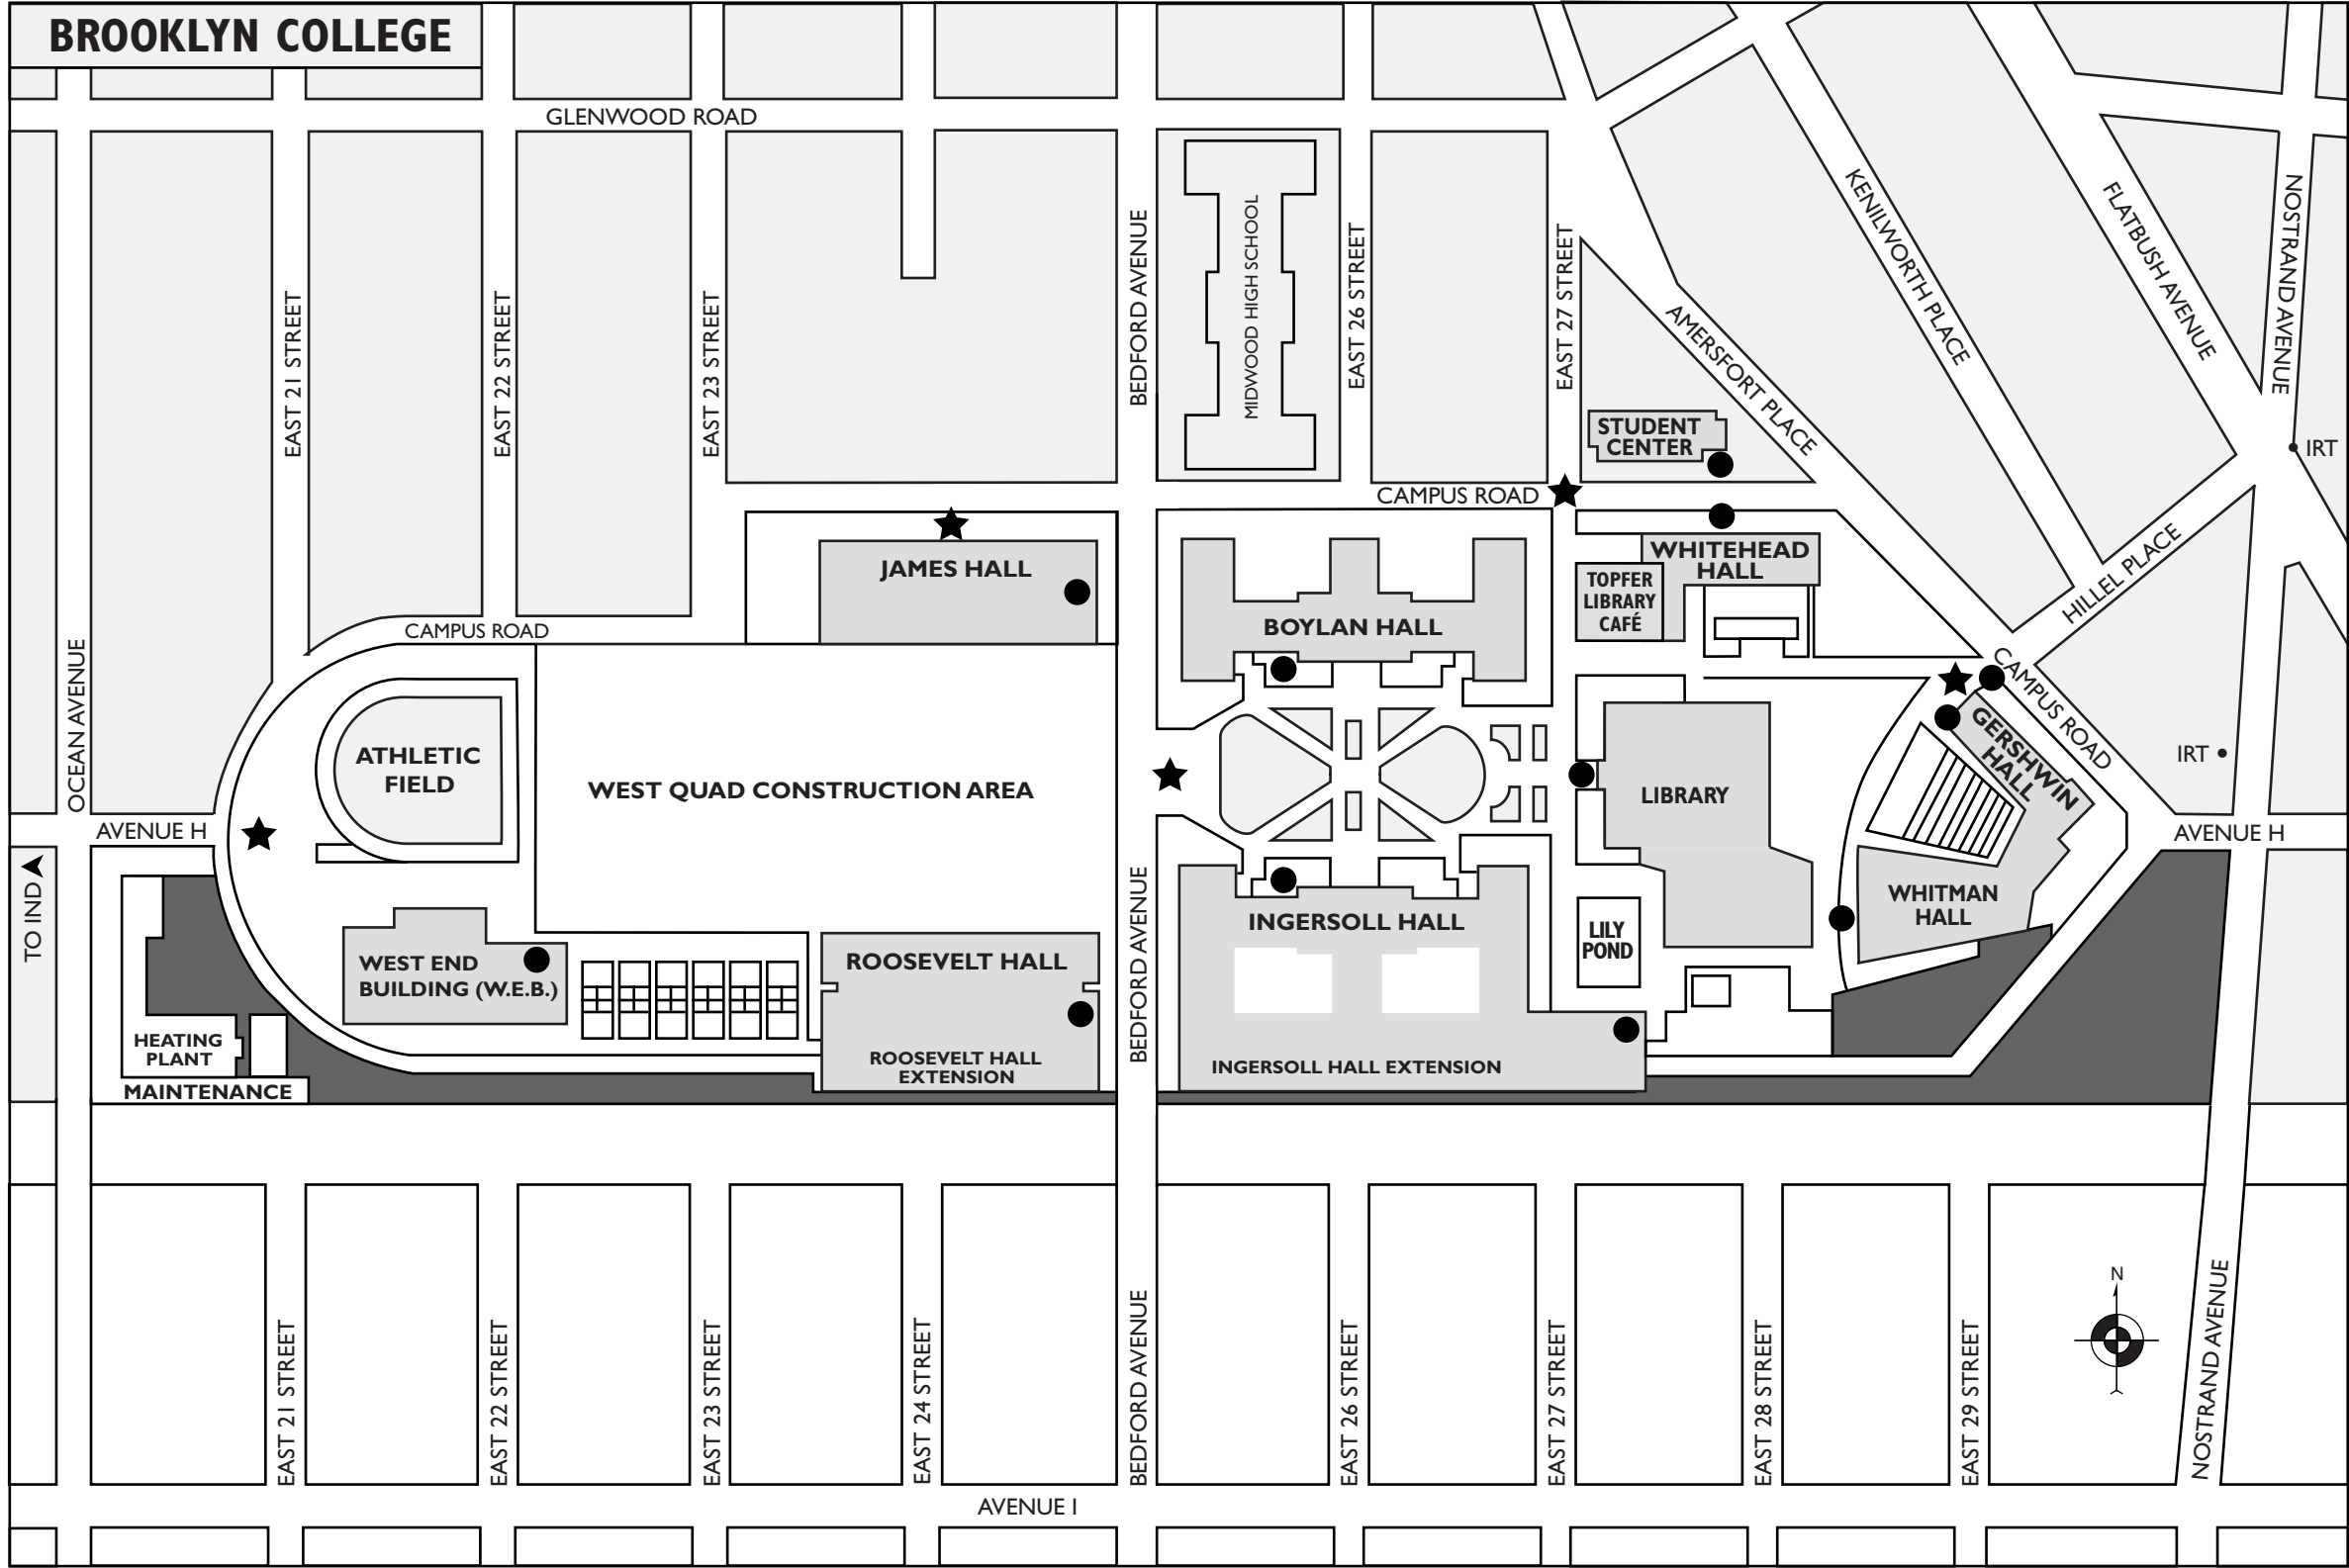 BROOKLYN COLLEGE
GLENWOOD ROAD
KENILWORTH PLACE
FLATBUSH AVENUE
NOSTRAND AVENUE
EAST 21 STREET
EAST 22 STREET
EAST 23 STREET
BEDFORD AVENUE
MIDWOOD HIGH SCHOOL
EAST 26 STREET
EAST 27 STREET
AMERSFORT PLACE
STUDENT
CENTER
IRT
CAMPUS ROAD
JAMES HALL
WHITEHEAD
HALL
TOPFER
LIBRARY
CAFÉ
HILLEL PLACE
BOYLAN HALL
CAMPUS ROAD
OCEAN AVENUE
CAMPUS ROAD
GERSHWIN
HALL
IRT
ATHLETIC
FIELD
WEST QUAD CONSTRUCTION AREA
LIBRARY
AVENUE H
AVENUE H
TO IND
WHITMAN
HALL
INGERSOLL HALL
LILY
POND
BEDFORD AVENUE
WEST END
BUILDING (W.E.B.)
ROOSEVELT HALL
HEATING
PLANT
ROOSEVELT HALL
EXTENSION
INGERSOLL HALL EXTENSION
MAINTENANCE
N
EAST 21 STREET
EAST 22 STREET
EAST 23 STREET
EAST 24 STREET
BEDFORD AVENUE
EAST 26 STREET
EAST 27 STREET
EAST 28 STREET
EAST 29 STREET
NOSTRAND AVENUE
AVENUE I